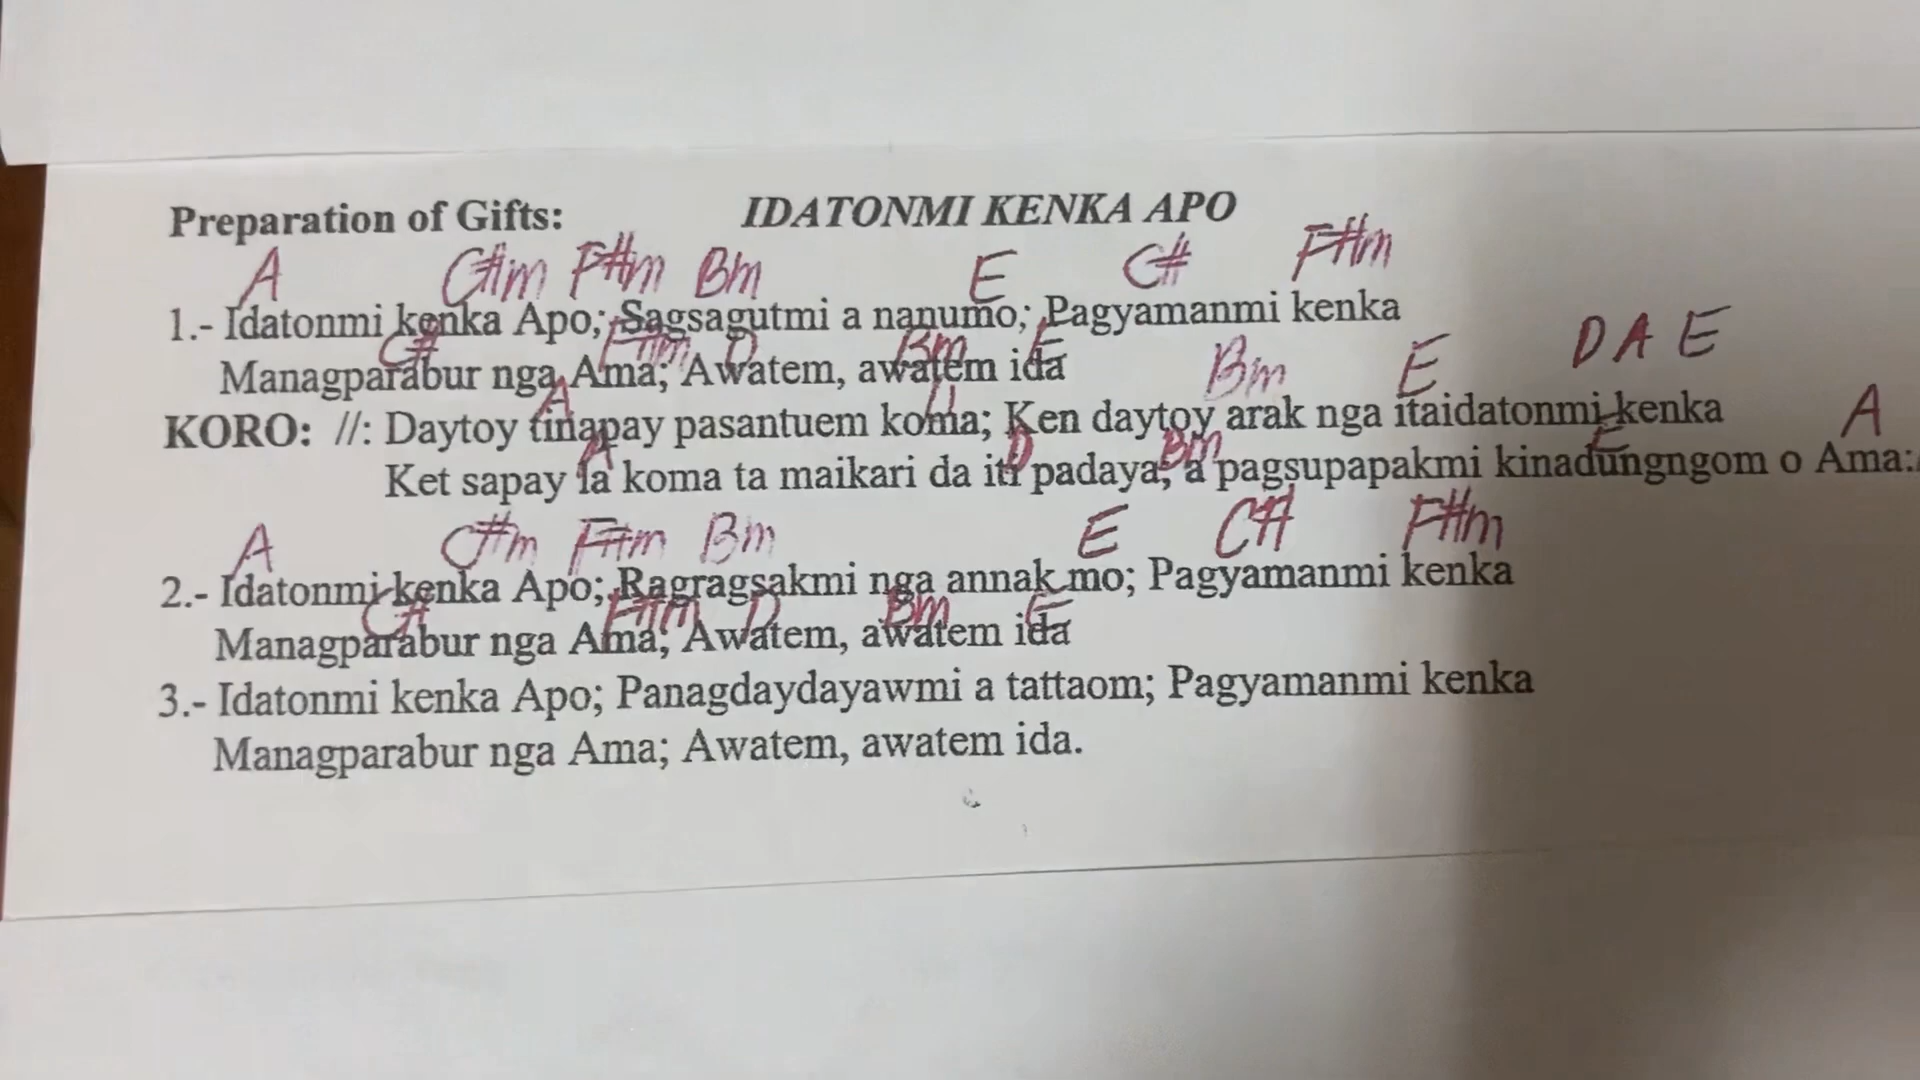 Preparation of Gifts: IDATONMI KENKA APO
A C#m F#m Bm E C# F#m
1.- Idatonmi kenka Apo; Sagsagutmi a nanumo; Pagyamanmi kenka
C# F#m D Bm E
Managparabur nga Ama; Awatem, awatem ida
A Bm E D A E
KORO: //: Daytoy tinapay pasantuem koma; Ken daytoy arak nga itaidatonmi kenka
A D Bm E A
Ket sapay la koma ta maikari da iti padaya, a pagsupapakmi kinadungngom o Ama:
A C#m F#m Bm E C# F#m
2.- Idatonmi kenka Apo; Ragragsakmi nga annak mo; Pagyamanmi kenka
C# F#m D Bm E
Managparabur nga Ama; Awatem, awatem ida
3.- Idatonmi kenka Apo; Panagdaydayawmi a tattaom; Pagyamanmi kenka
Managparabur nga Ama; Awatem, awatem ida.